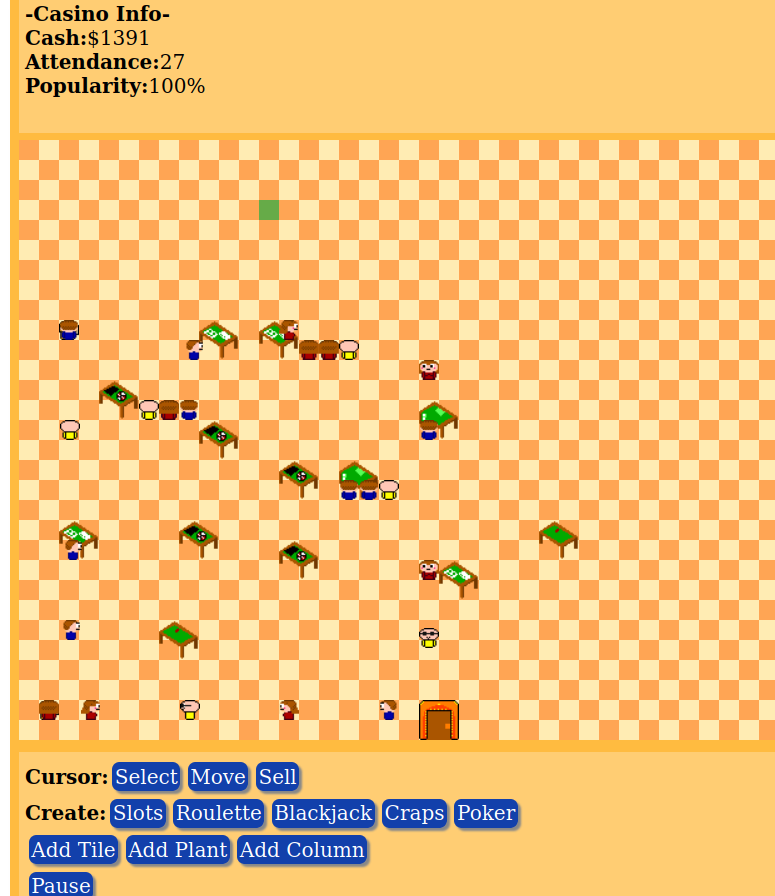 -Casino Info-
Cash:$1391
Attendance:27
Popularity:100%
Cursor: Select Move Sell
Create: Slots Roulette Blackjack Craps Poker
Add Tile Add Plant Add Column
Pause